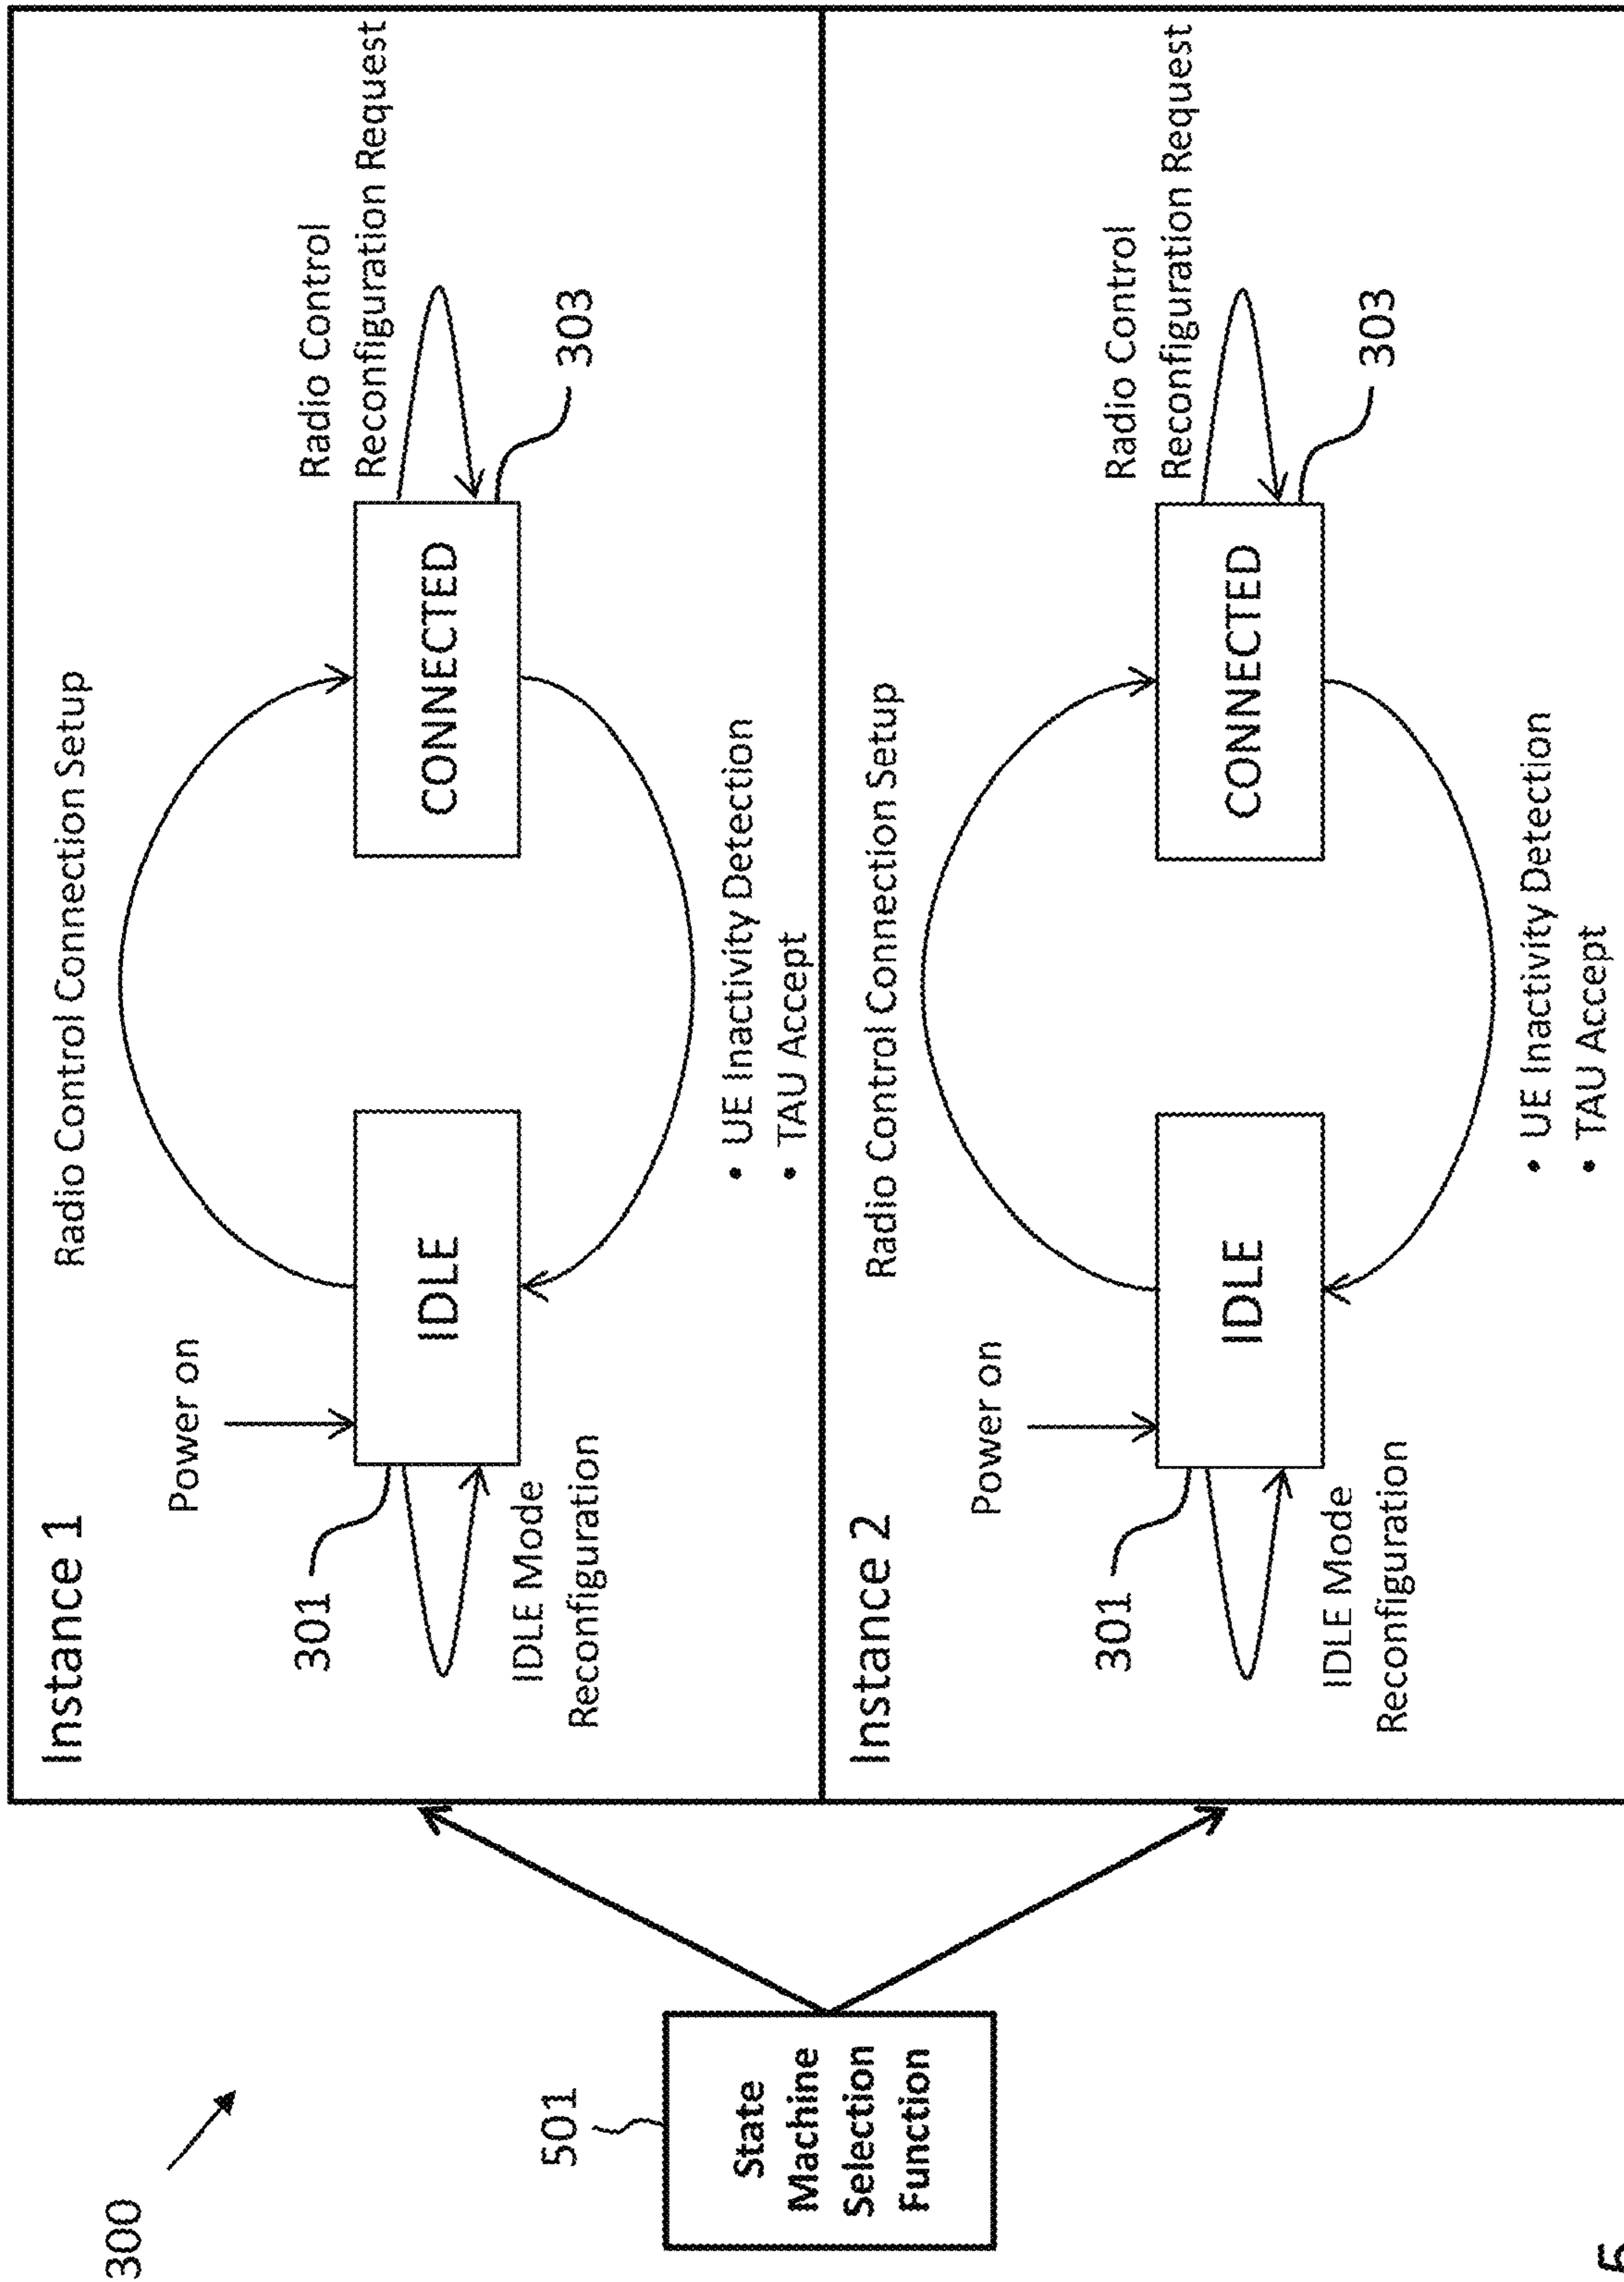 300
501
State
Machine
Selection
Function
Instance 1
Radio Control Connection Setup
Power on
301
IDLE
CONNECTED
Radio Control
Reconfiguration Request
303
IDLE Mode
Reconfiguration
• UE Inactivity Detection
• TAU Accept
Instance 2
Radio Control Connection Setup
Power on
301
IDLE
CONNECTED
Radio Control
Reconfiguration Request
303
IDLE Mode
Reconfiguration
• UE Inactivity Detection
• TAU Accept